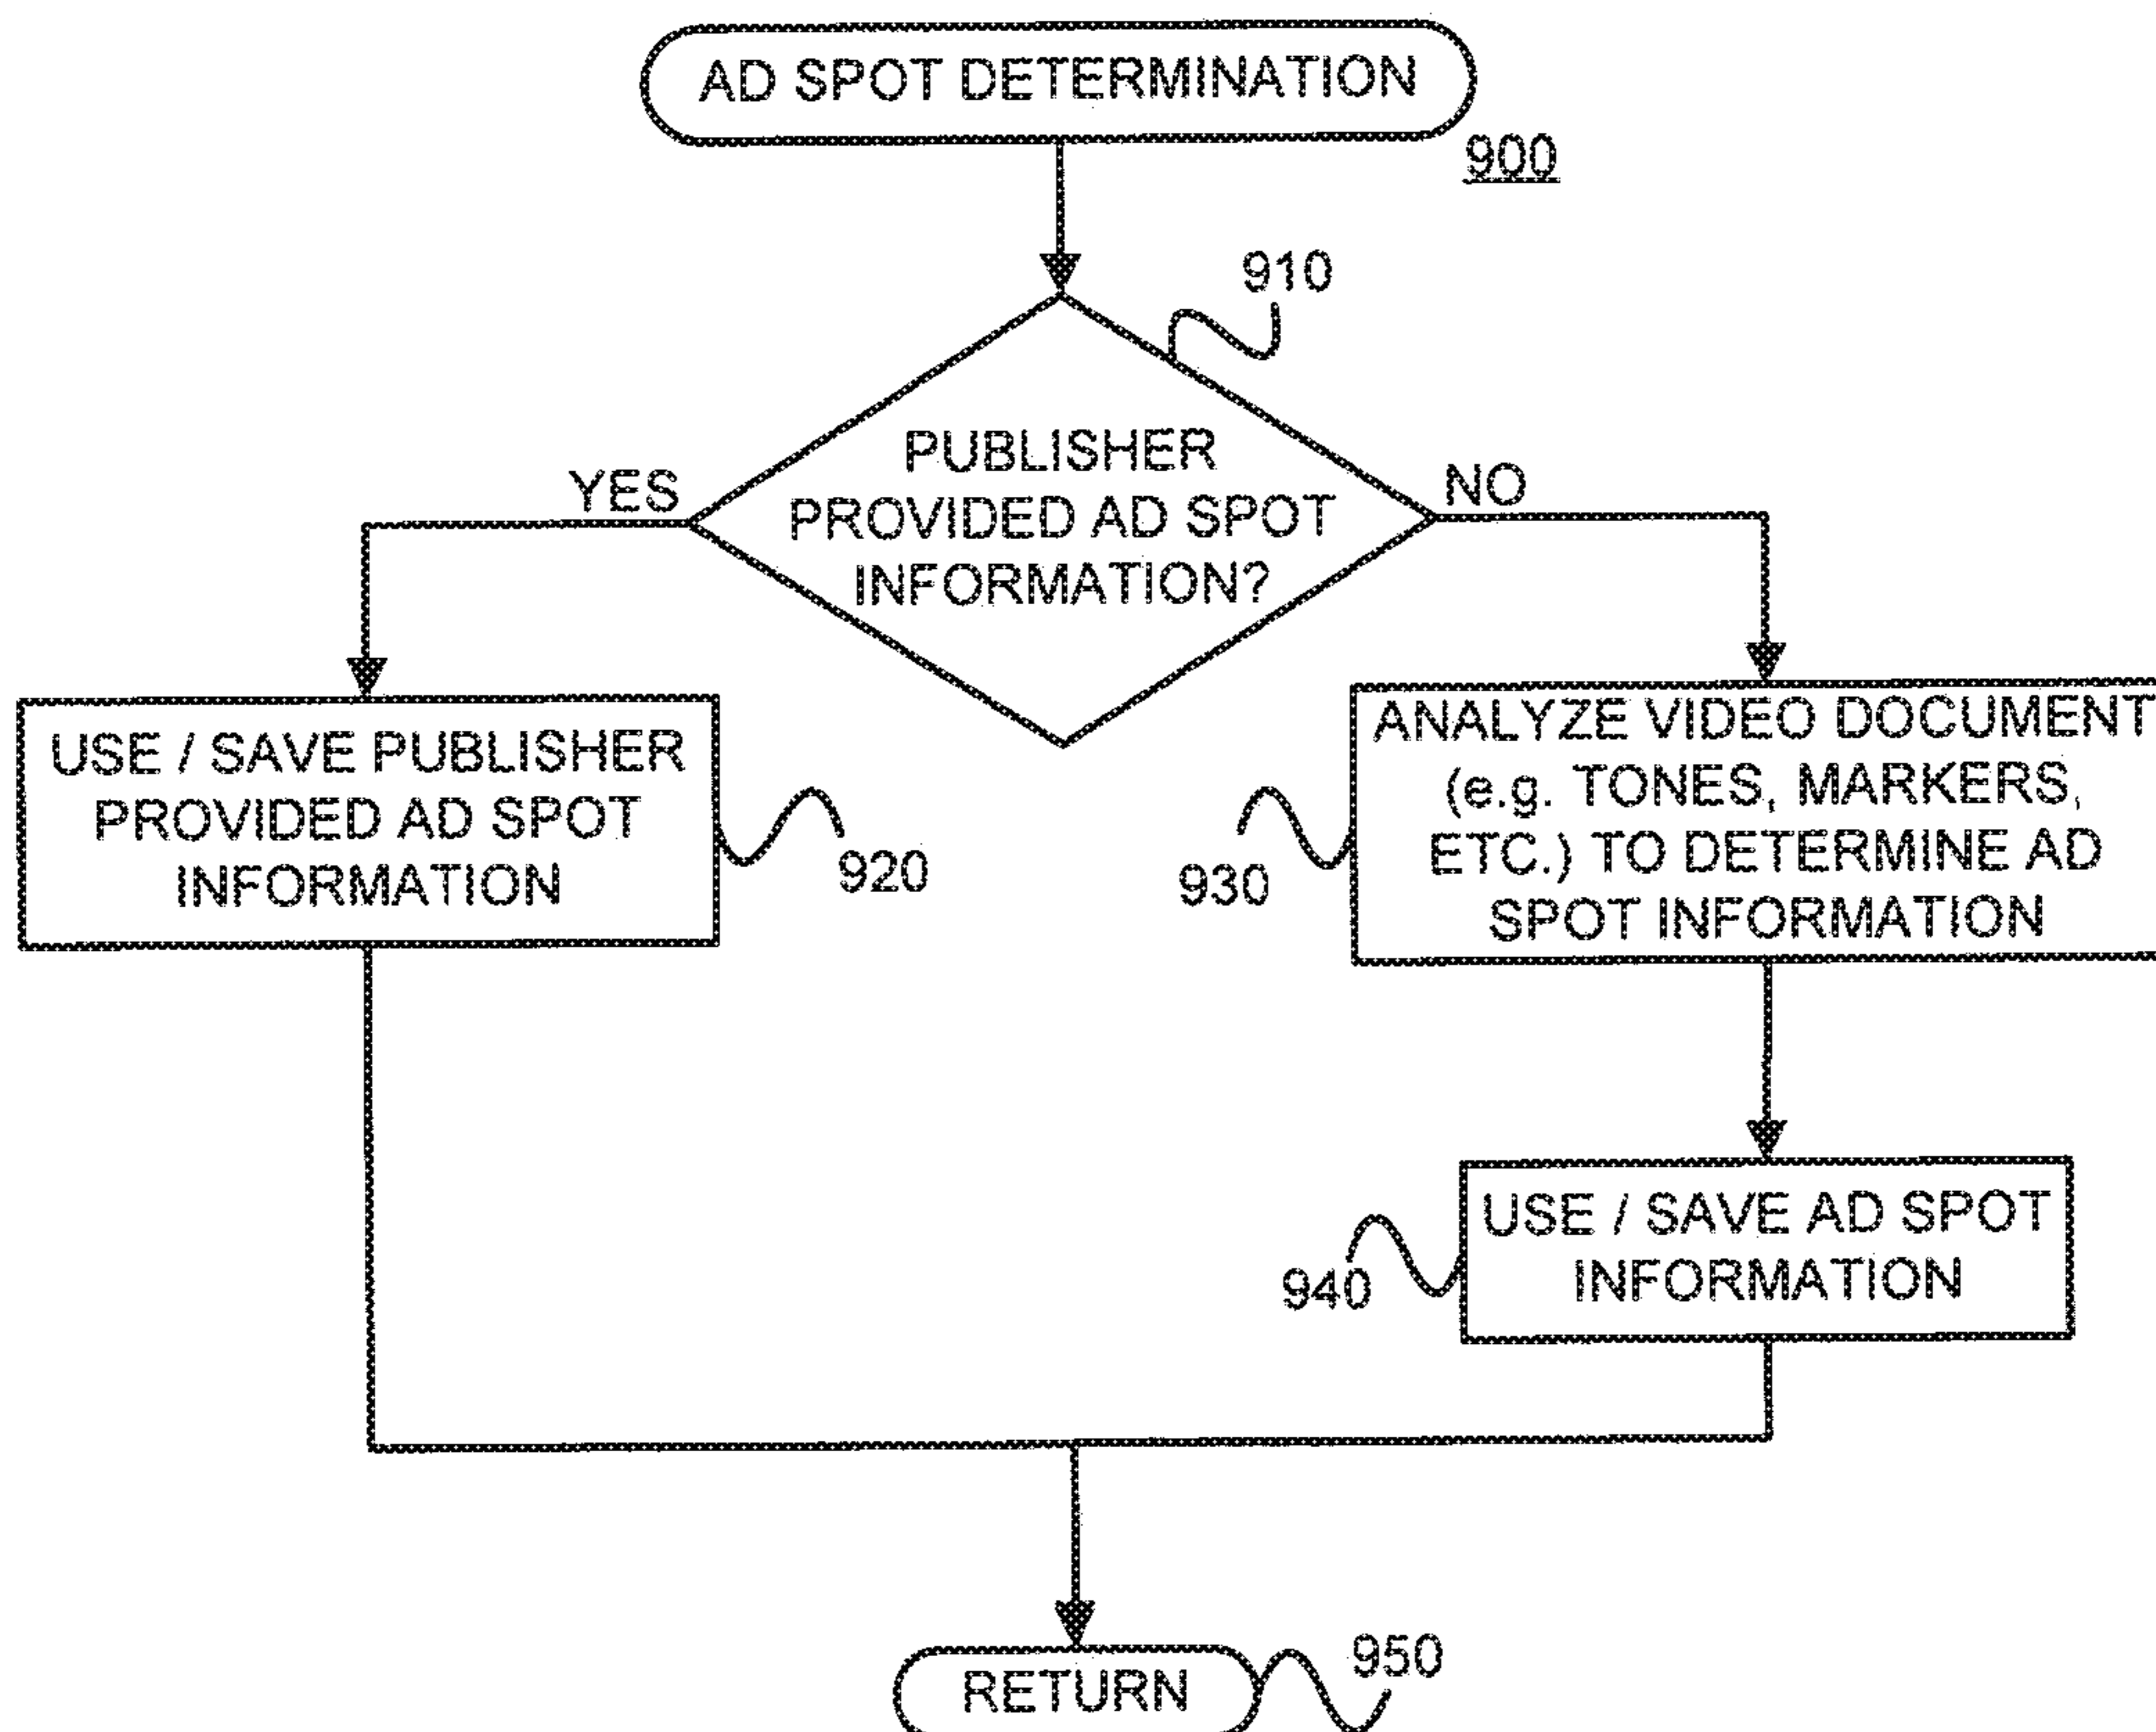 AD SPOT DETERMINATION
900
910
PUBLISHER
PROVIDED AD SPOT
INFORMATION?
YES
NO
USE / SAVE PUBLISHER
PROVIDED AD SPOT
INFORMATION
920
ANALYZE VIDEO DOCUMENT
(e.g. TONES, MARKERS,
ETC.) TO DETERMINE AD
SPOT INFORMATION
930
USE / SAVE AD SPOT
INFORMATION
940
RETURN
950